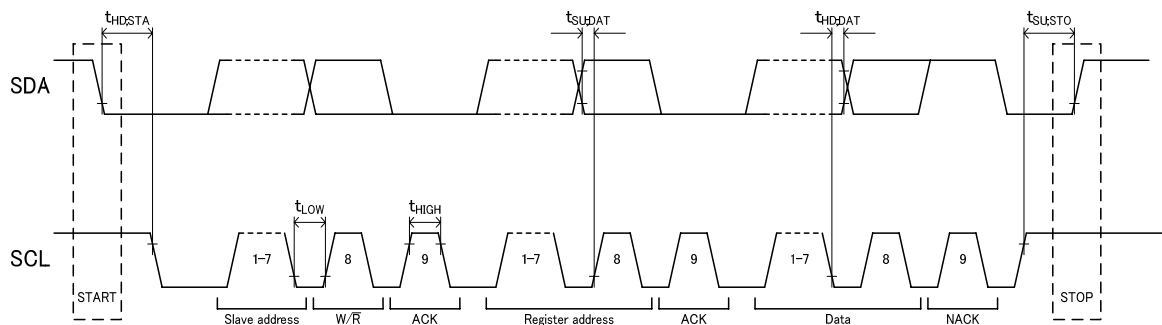 tHD;STA
tSU;DAT
tHD;DAT
tSU;STO
SDA
tLOW
tHIGH
SCL
1-7
8
9
1-7
8
9
1-7
8
9
START
STOP
Slave address
W/R̅
ACK
Register address
ACK
Data
NACK